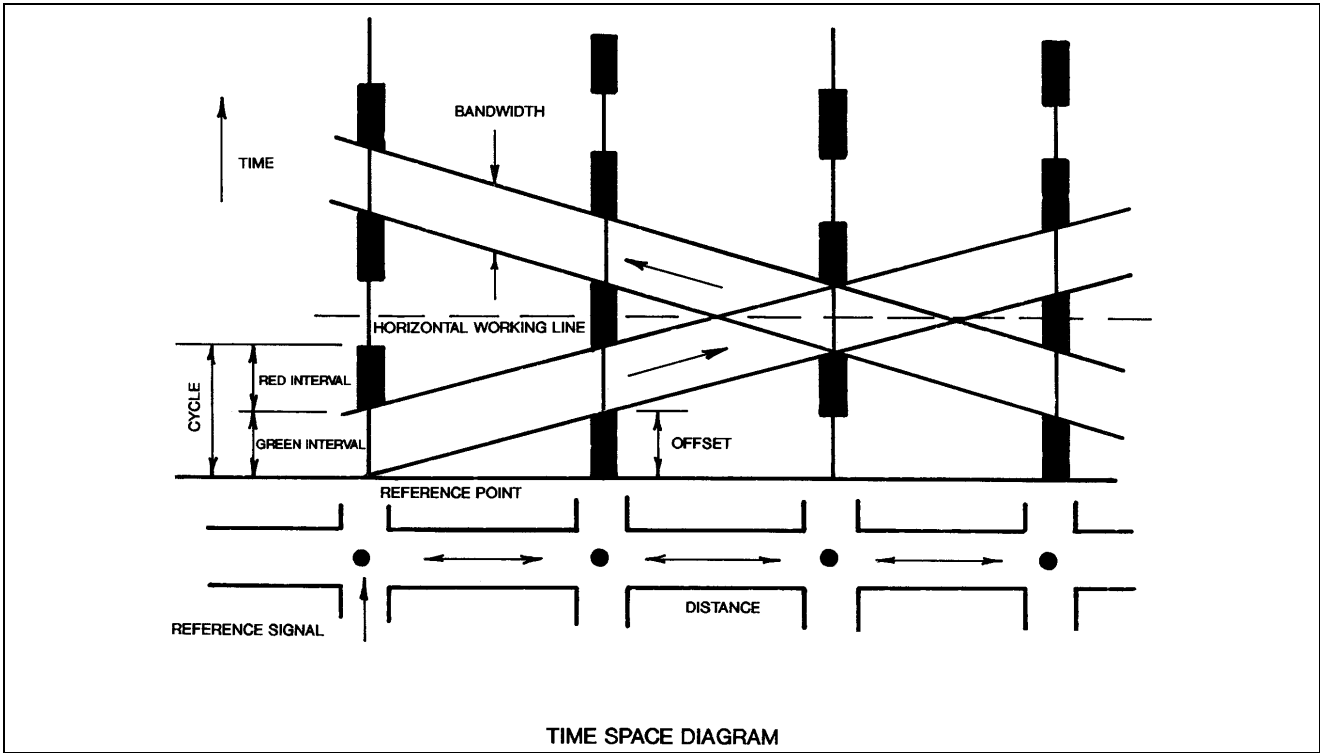 BANDWIDTH
TIME
HORIZONTAL WORKING LINE
CYCLE
RED INTERVAL
GREEN INTERVAL
OFFSET
REFERENCE POINT
DISTANCE
REFERENCE SIGNAL
TIME SPACE DIAGRAM